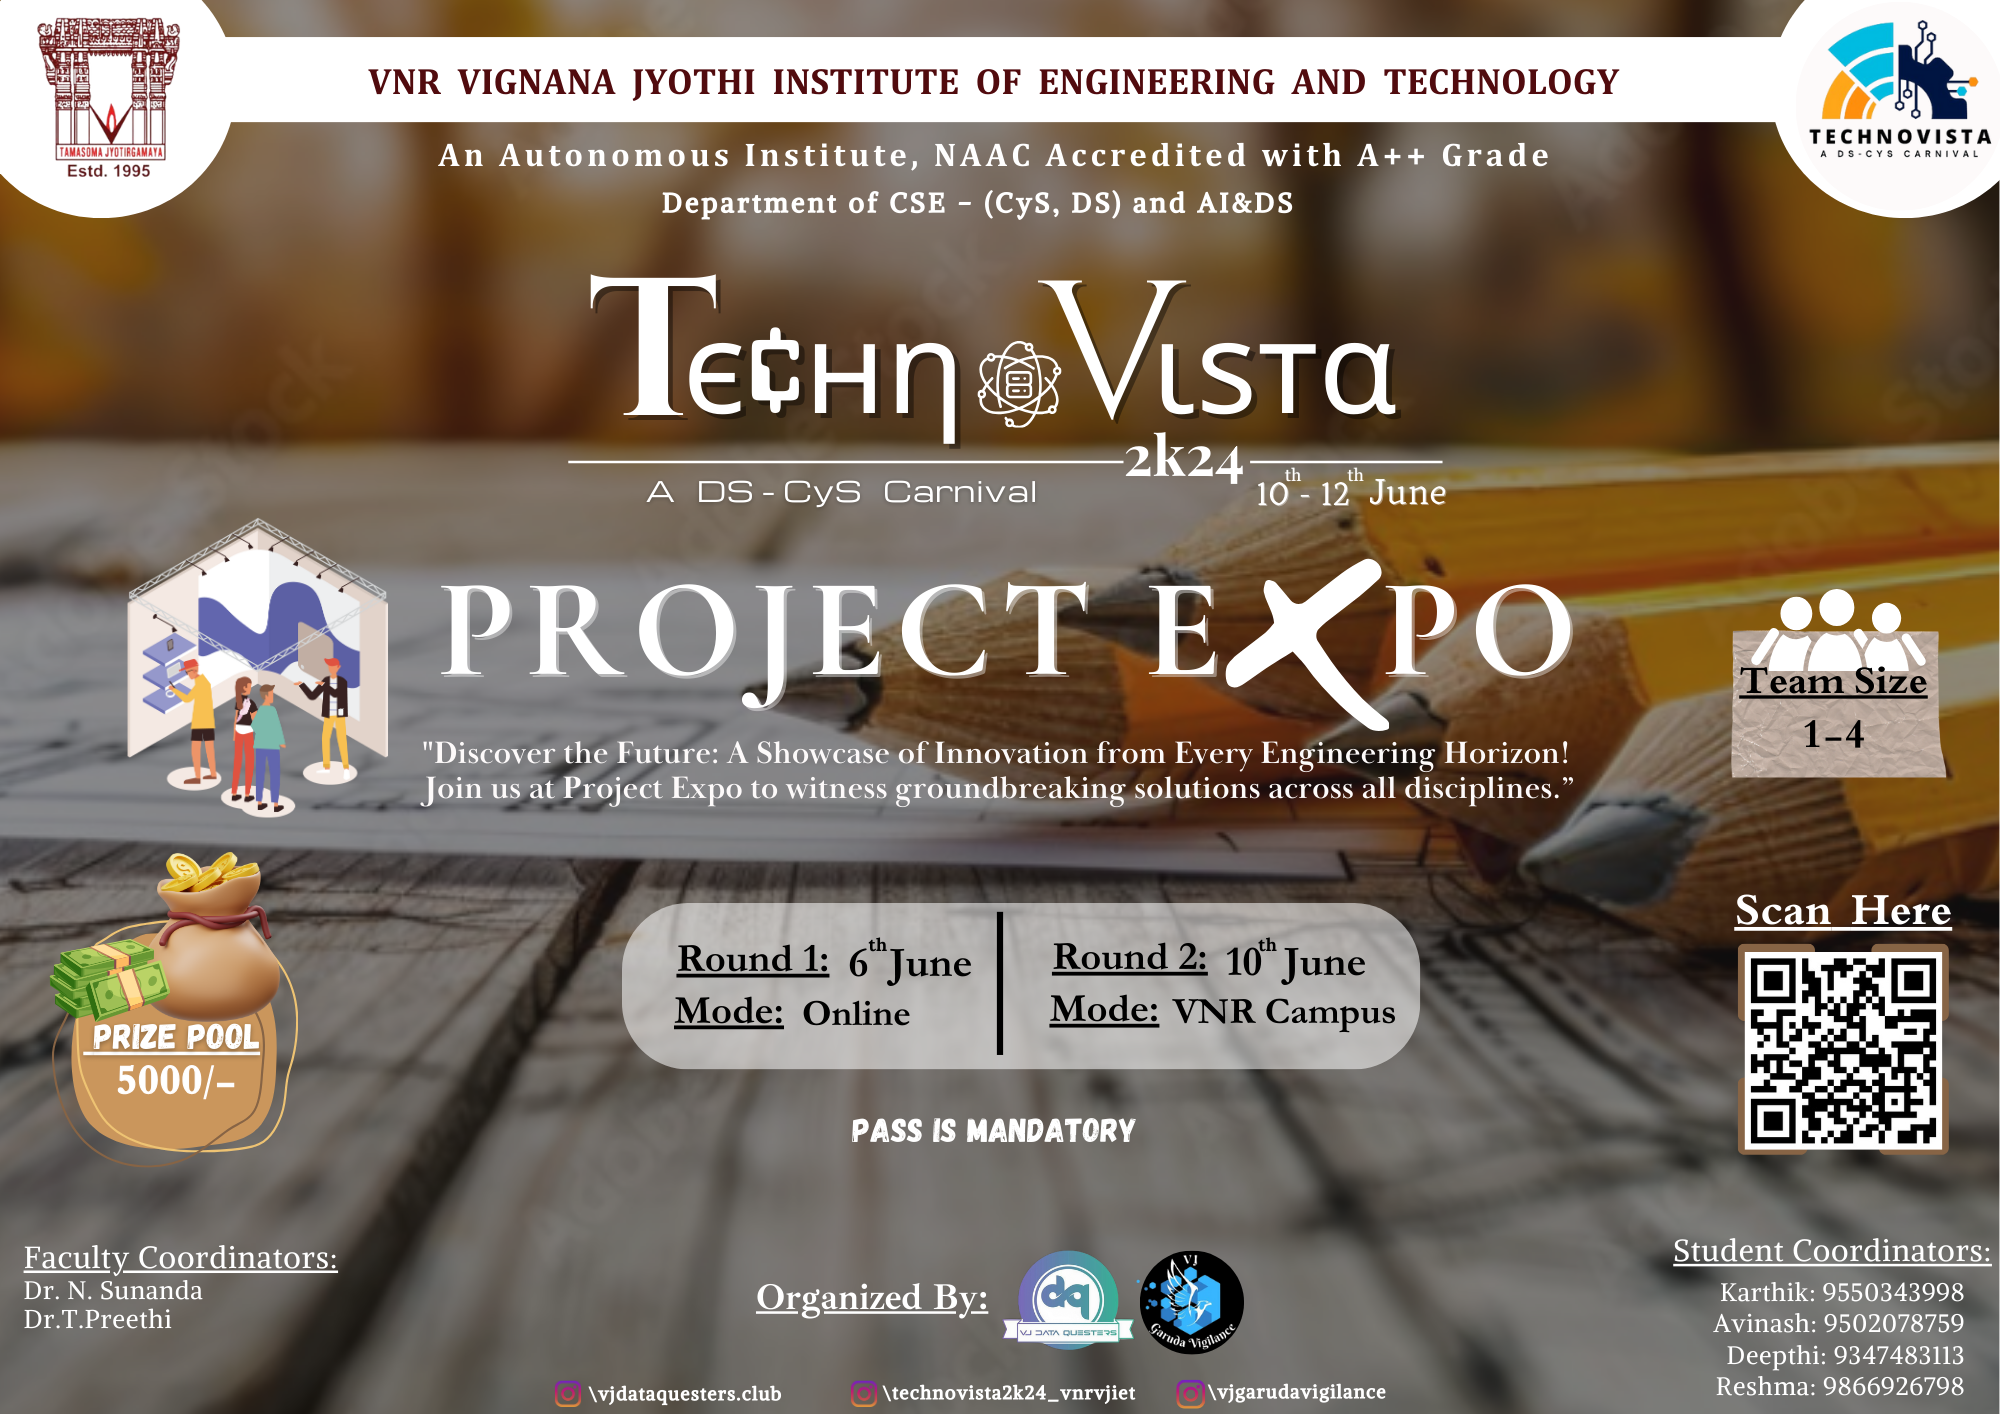 VNR VIGNANA JYOTHI INSTITUTE OF ENGINEERING AND TECHNOLOGY
An Autonomous Institute, NAAC Accredited with A++ Grade
Department of CSE – (CyS, DS) and AI&DS
TAMASOMA JYOTIRGAMAYA
Estd. 1995
TECHNOVISTA
A DS-CYS CARNIVAL
TechnoVista
2k24
A DS-CyS Carnival
10th - 12th June
PROJECT EXPO
"Discover the Future: A Showcase of Innovation from Every Engineering Horizon!
Join us at Project Expo to witness groundbreaking solutions across all disciplines.”
Team Size
1–4
PRIZE POOL
5000/–
Round 1: 6th June
Mode: Online
Round 2: 10th June
Mode: VNR Campus
Scan Here
PASS IS MANDATORY
Faculty Coordinators:
Dr. N. Sunanda
Dr.T.Preethi
Organized By:
VJ DATA QUESTERS
dq
VJ
Garuda Vigilance
Student Coordinators:
Karthik: 9550343998
Avinash: 9502078759
Deepthi: 9347483113
Reshma: 9866926798
\vjdataquesters.club
\technovista2k24_vnrvjiet
\vjgarudavigilance